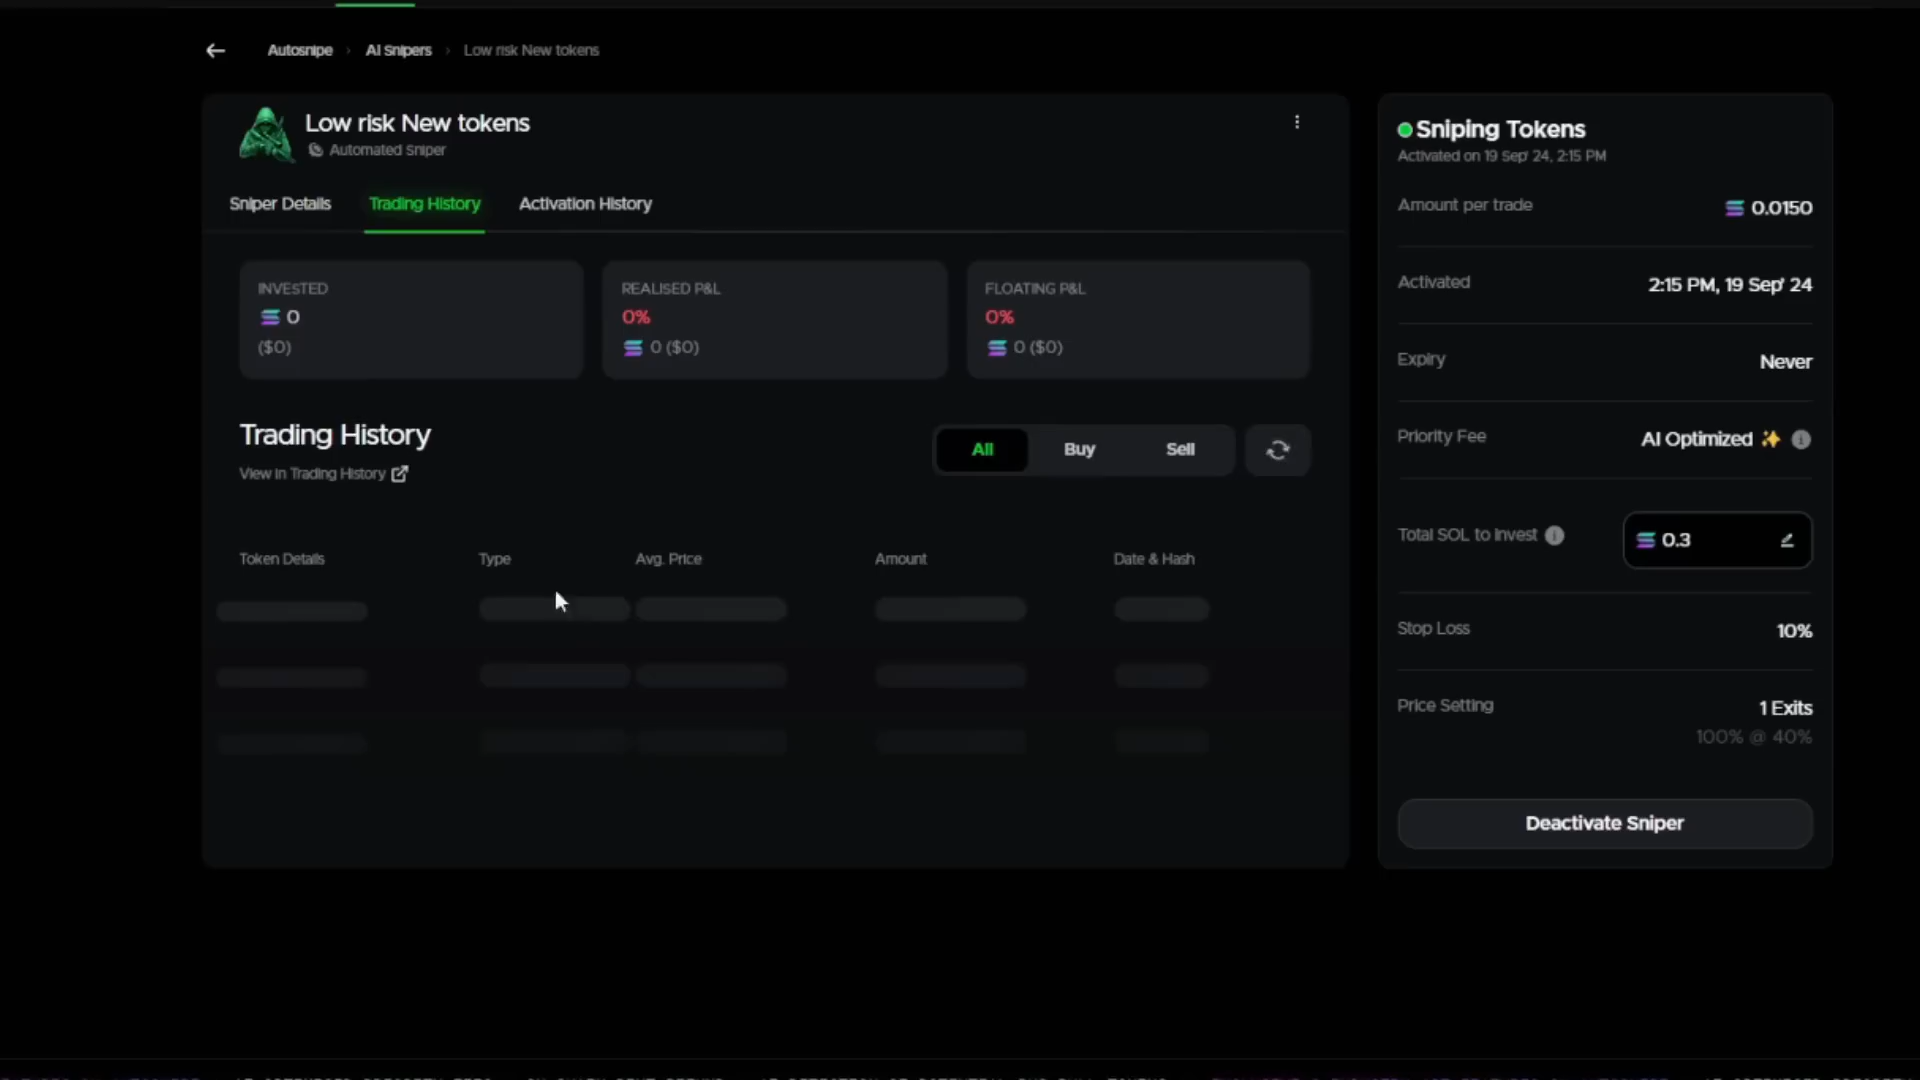 Autosnipe › AI Snipers › Low risk New tokens
Low risk New tokens
Automated Sniper
Sniper Details Trading History Activation History
INVESTED
0
($0)
REALISED P&L
0%
0 ($0)
FLOATING P&L
0%
0 ($0)
Trading History
View in Trading History
All Buy Sell
Token Details Type Avg. Price Amount Date & Hash
Sniping Tokens
Activated on 19 Sep' 24, 2:15 PM
Amount per trade 0.0150
Activated 2:15 PM, 19 Sep' 24
Expiry Never
Priority Fee AI Optimized ✨
Total SOL to Invest 0.3
Stop Loss 10%
Price Setting 1 Exits
100% @ 40%
Deactivate Sniper